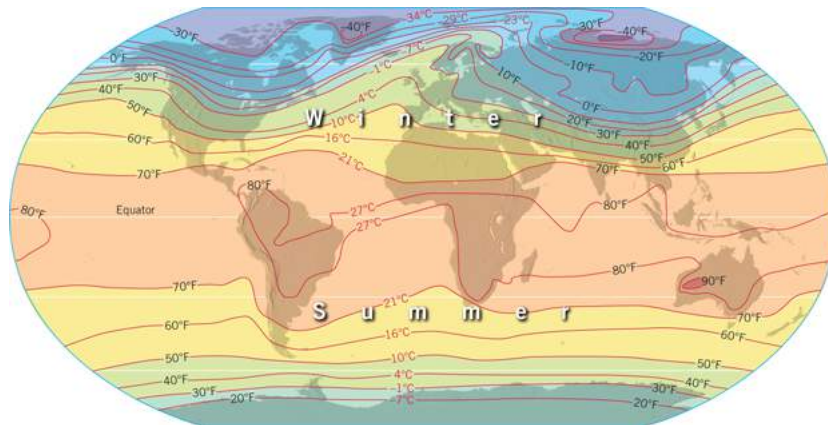 -34°C
-30°F -40°F -29°C -23°C -30°F -40°F
-20°F
0°F -7°C -10°F
30°F -1°C -10°F
40°F 4°C 0°F
50°F -10°C W i n t e r 20°F
30°F
40°F
60°F 16°C 50°F
60°F
70°F 21°C 70°F
80°F
80°F Equator 27°C 80°F 80°F
27°C
80°F
90°F
70°F 21°C 70°F
S u m m e r
60°F 16°C 60°F
50°F 10°C 50°F
40°F 4°C 40°F
30°F -1°C 30°F
20°F -7°C 20°F